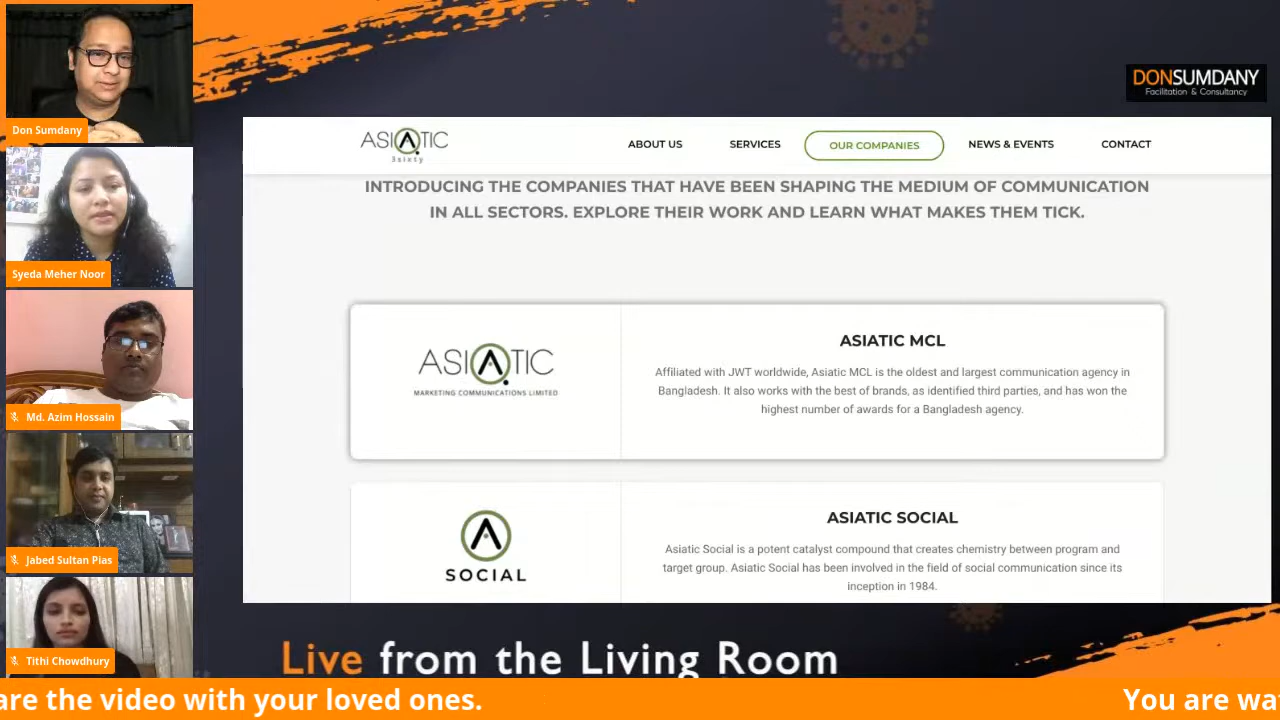 Don Sumdany
Syeda Meher Noor
Md. Azim Hossain
Jabed Sultan Pias
Tithi Chowdhury
DONSUMDANY
Facilitation & Consultancy
ASIATIC
3sixty
ABOUT US
SERVICES
OUR COMPANIES
NEWS & EVENTS
CONTACT
INTRODUCING THE COMPANIES THAT HAVE BEEN SHAPING THE MEDIUM OF COMMUNICATION
IN ALL SECTORS. EXPLORE THEIR WORK AND LEARN WHAT MAKES THEM TICK.
ASIATIC
MARKETING COMMUNICATIONS LIMITED
ASIATIC MCL
Affiliated with JWT worldwide, Asiatic MCL is the oldest and largest communication agency in
Bangladesh. It also works with the best of brands, as identified third parties, and has won the
highest number of awards for a Bangladesh agency.
SOCIAL
ASIATIC SOCIAL
Asiatic Social is a potent catalyst compound that creates chemistry between program and
target group. Asiatic Social has been involved in the field of social communication since its
inception in 1984.
Live from the Living Room
are the video with your loved ones.
You are wa